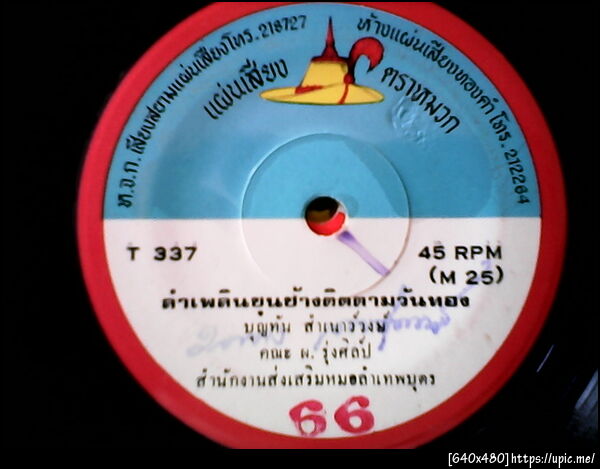 ห.จ.ก. เสียงสยามแผ่นเสียงโทร. 218727
ห้างแผ่นเสียงทองคำ โทร. 212264
แผ่นเสียง
ตราหมวก
T 337
45 RPM
(M 25)
ลำเพลินขุนช้างติดตามวันทอง
บุญทัน สำเนาว์วงษ์
คณะ ผ. รุ่งศิลป์
สำนักงานส่งเสริมหมอลำเทพบุตร
66
[640x480]https://upic.me/